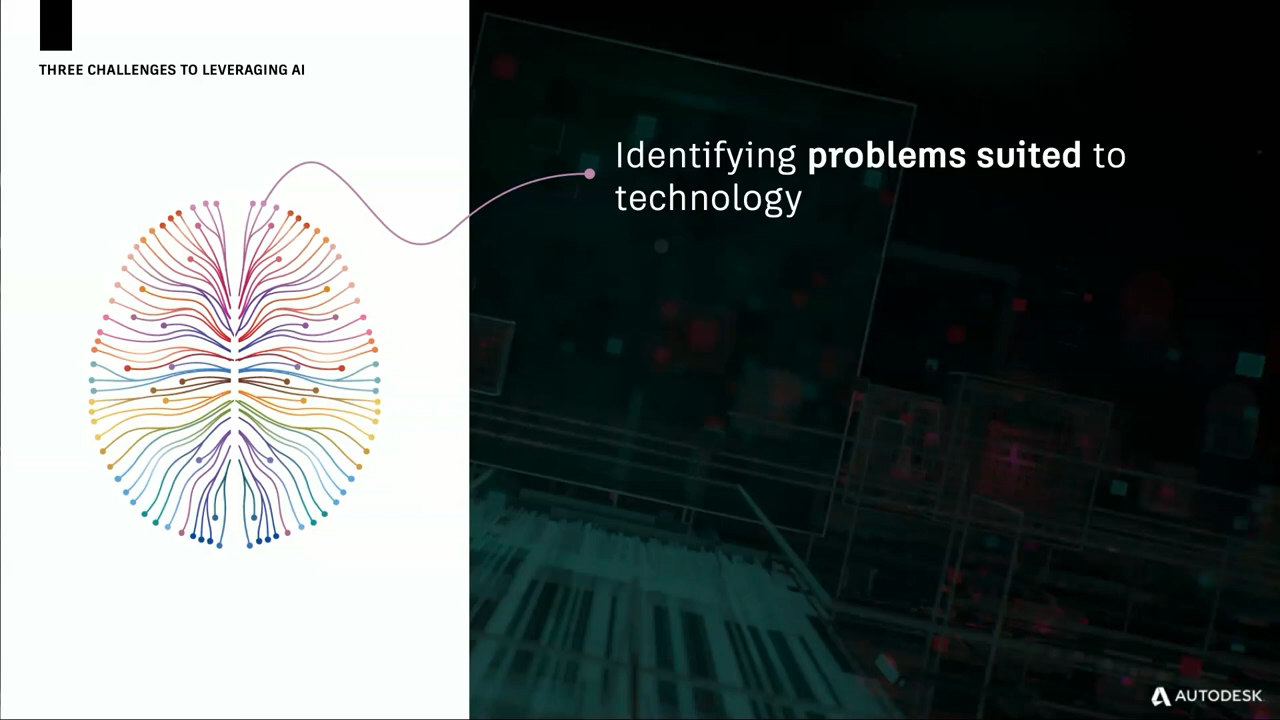 THREE CHALLENGES TO LEVERAGING AI
Identifying problems suited to
technology
AUTODESK